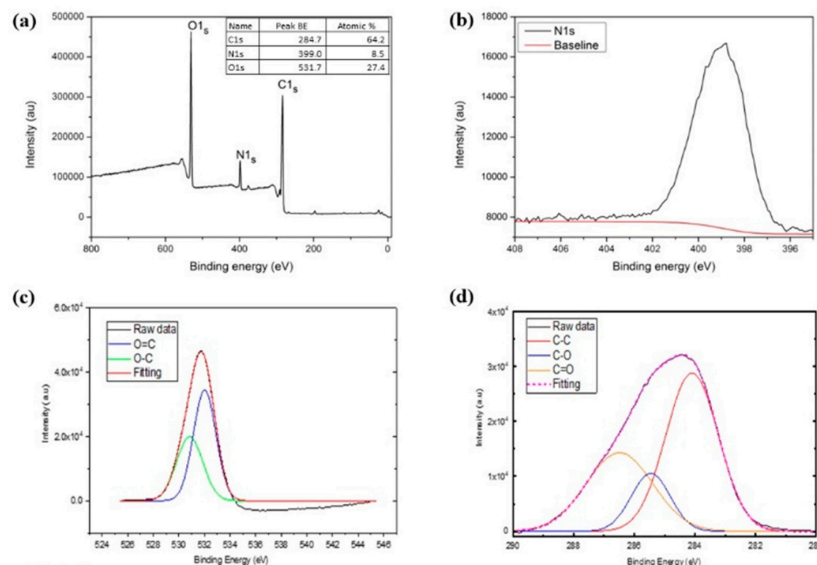 (a)
Name Peak BE Atomic %
C1s 284.7 64.2
N1s 399.0 8.5
O1s 531.7 27.4
O1s
N1s
C1s
500000
400000
300000
200000
100000
0
800 600 400 200 0
Intensity (au)
Binding energy (eV)
(b)
N1s
Baseline
18000
16000
14000
12000
10000
8000
408 406 404 402 400 398 396
Intensity (au)
Binding energy (eV)
(c)
Raw data
O=C
O-C
Fitting
6.0x10⁴
4.0x10⁴
2.0x10⁴
0.0
524 526 528 530 532 534 536 538 540 542 544 546
Intensity (a.u)
Binding Energy (eV)
(d)
Raw data
C-C
C-O
C=O
Fitting
4x10⁴
3x10⁴
2x10⁴
1x10⁴
0
290 288 286 284 282
Intensity (a.u)
Binding Energy (eV)